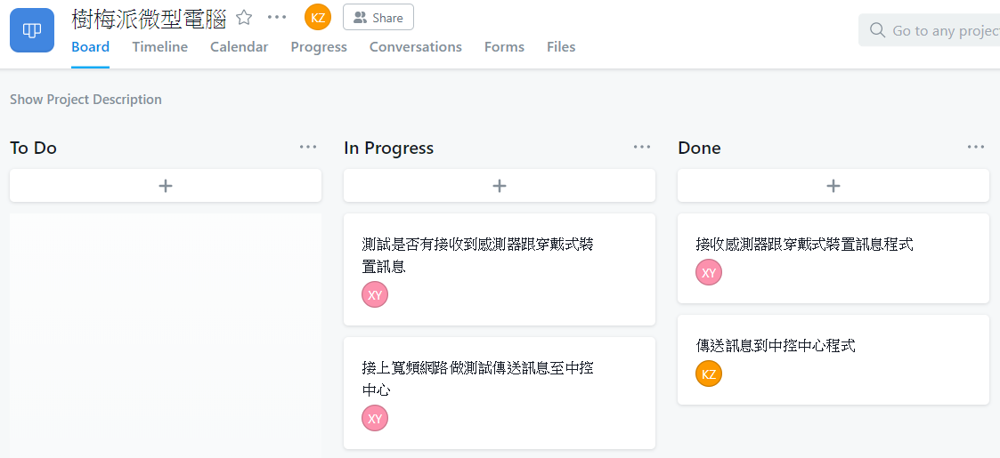 樹梅派微型電腦
KZ
Share
Go to any projec
Board Timeline Calendar Progress Conversations Forms Files
Show Project Description
To Do
In Progress
測試是否有接收到感測器跟穿戴式裝
置訊息
XY
接上寬頻網路做測試傳送訊息至中控
中心
XY
Done
接收感測器跟穿戴式裝置訊息程式
XY
傳送訊息到中控中心程式
KZ